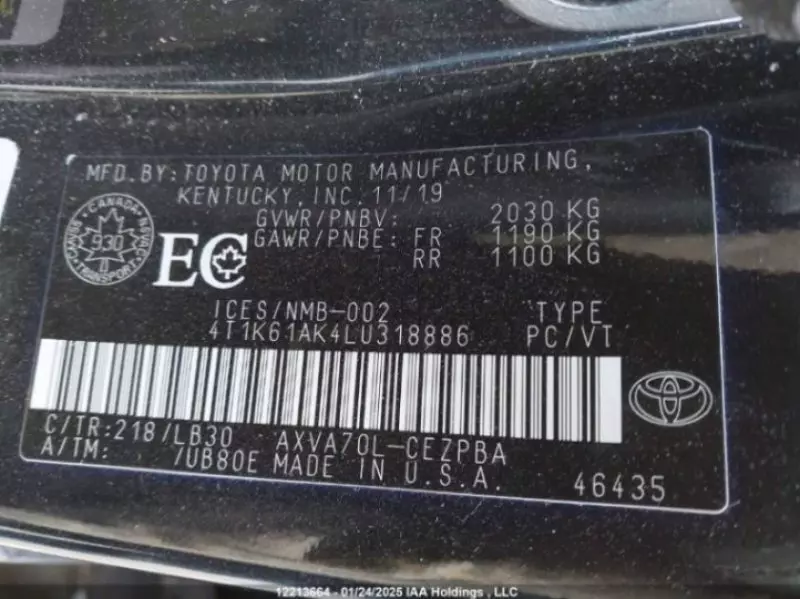 MFD. BY: TOYOTA MOTOR MANUFACTURING,
KENTUCKY, INC. 11/19
GVWR/PNBV: 2030 KG
GAWR/PNBE: FR 1190 KG
RR 1100 KG
CANADA
930
TRANSPORT
EC
ICES/NMB-002 TYPE
4T1K61AK4LU318886 PC/VT
C/TR:218/LB30 AXVA70L-CEZPBA
A/TM: /UB80E MADE IN U.S.A.
46435
12213664 - 01/24/2025 IAA Holdings , LLC